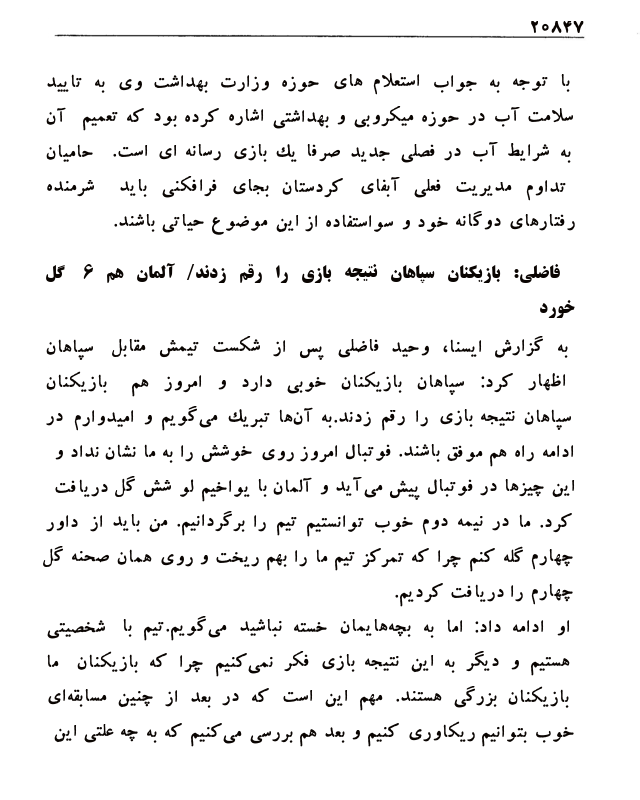 ۲۰۸۴۷
با توجه به جواب استعلام های حوزه وزارت بهداشت وی به تایید
سلامت آب در حوزه میکروبی و بهداشتی اشاره کرده بود که تعمیم آن
به شرایط آب در فصلی جدید صرفا یك بازی رسانه ای است. حامیان
تداوم مدیریت فعلی آبفای کردستان بجای فرافکنی باید شرمنده
رفتارهای دوگانه خود و سواستفاده از این موضوع حیاتی باشند.
فاضلی: بازیکنان سپاهان نتیجه بازی را رقم زدند/ آلمان هم ۶ گل
خورد
به گزارش ایسنا، وحید فاضلی پس از شکست تیمش مقابل سپاهان
اظهار کرد: سپاهان بازیکنان خوبی دارد و امروز هم بازیکنان
سپاهان نتیجه بازی را رقم زدند.به آن‌ها تبریك می‌گویم و امیدوارم در
ادامه راه هم موفق باشند. فوتبال امروز روی خوشش را به ما نشان نداد و
این چیزها در فوتبال پیش می‌آید و آلمان با یواخیم لو شش گل دریافت
کرد. ما در نیمه دوم خوب توانستیم تیم را برگردانیم. من باید از داور
چهارم گله کنم چرا که تمرکز تیم ما را بهم ریخت و روی همان صحنه گل
چهارم را دریافت کردیم.
او ادامه داد: اما به بچه‌هایمان خسته نباشید می‌گویم.تیم با شخصیتی
هستیم و دیگر به این نتیجه بازی فکر نمی‌کنیم چرا که بازیکنان ما
بازیکنان بزرگی هستند. مهم این است که در بعد از چنین مسابقه‌ای
خوب بتوانیم ریکاوری کنیم و بعد هم بررسی می‌کنیم که به چه علتی این